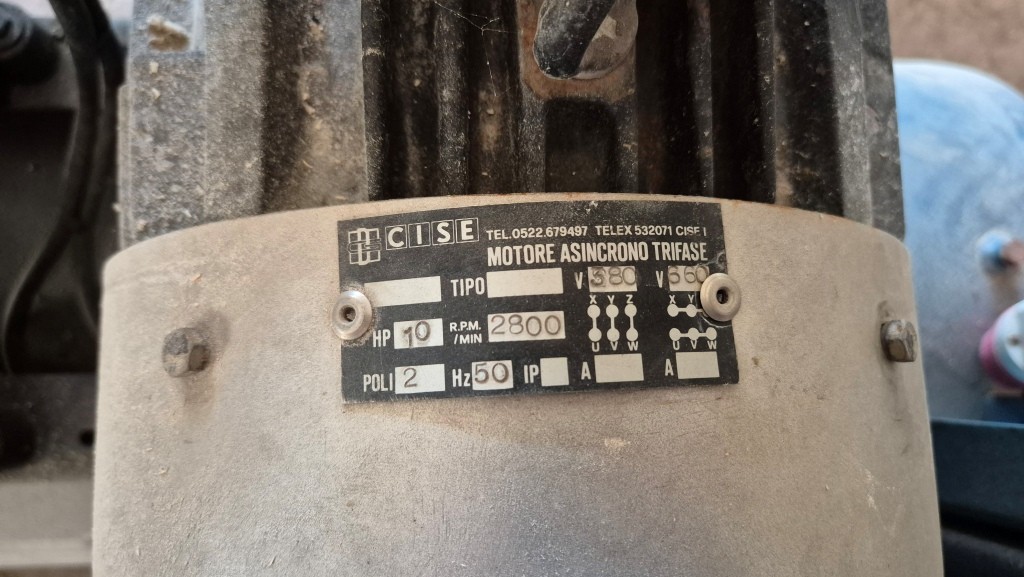 CISE TEL.0522.679497 TELEX 532071 CISE I
MOTORE ASINCRONO TRIFASE
TIPO V 380 V 660
HP 10 R.P.M. /MIN 2800
X Y Z X Y
U W U V W
POLI 2 Hz 50 IP A A